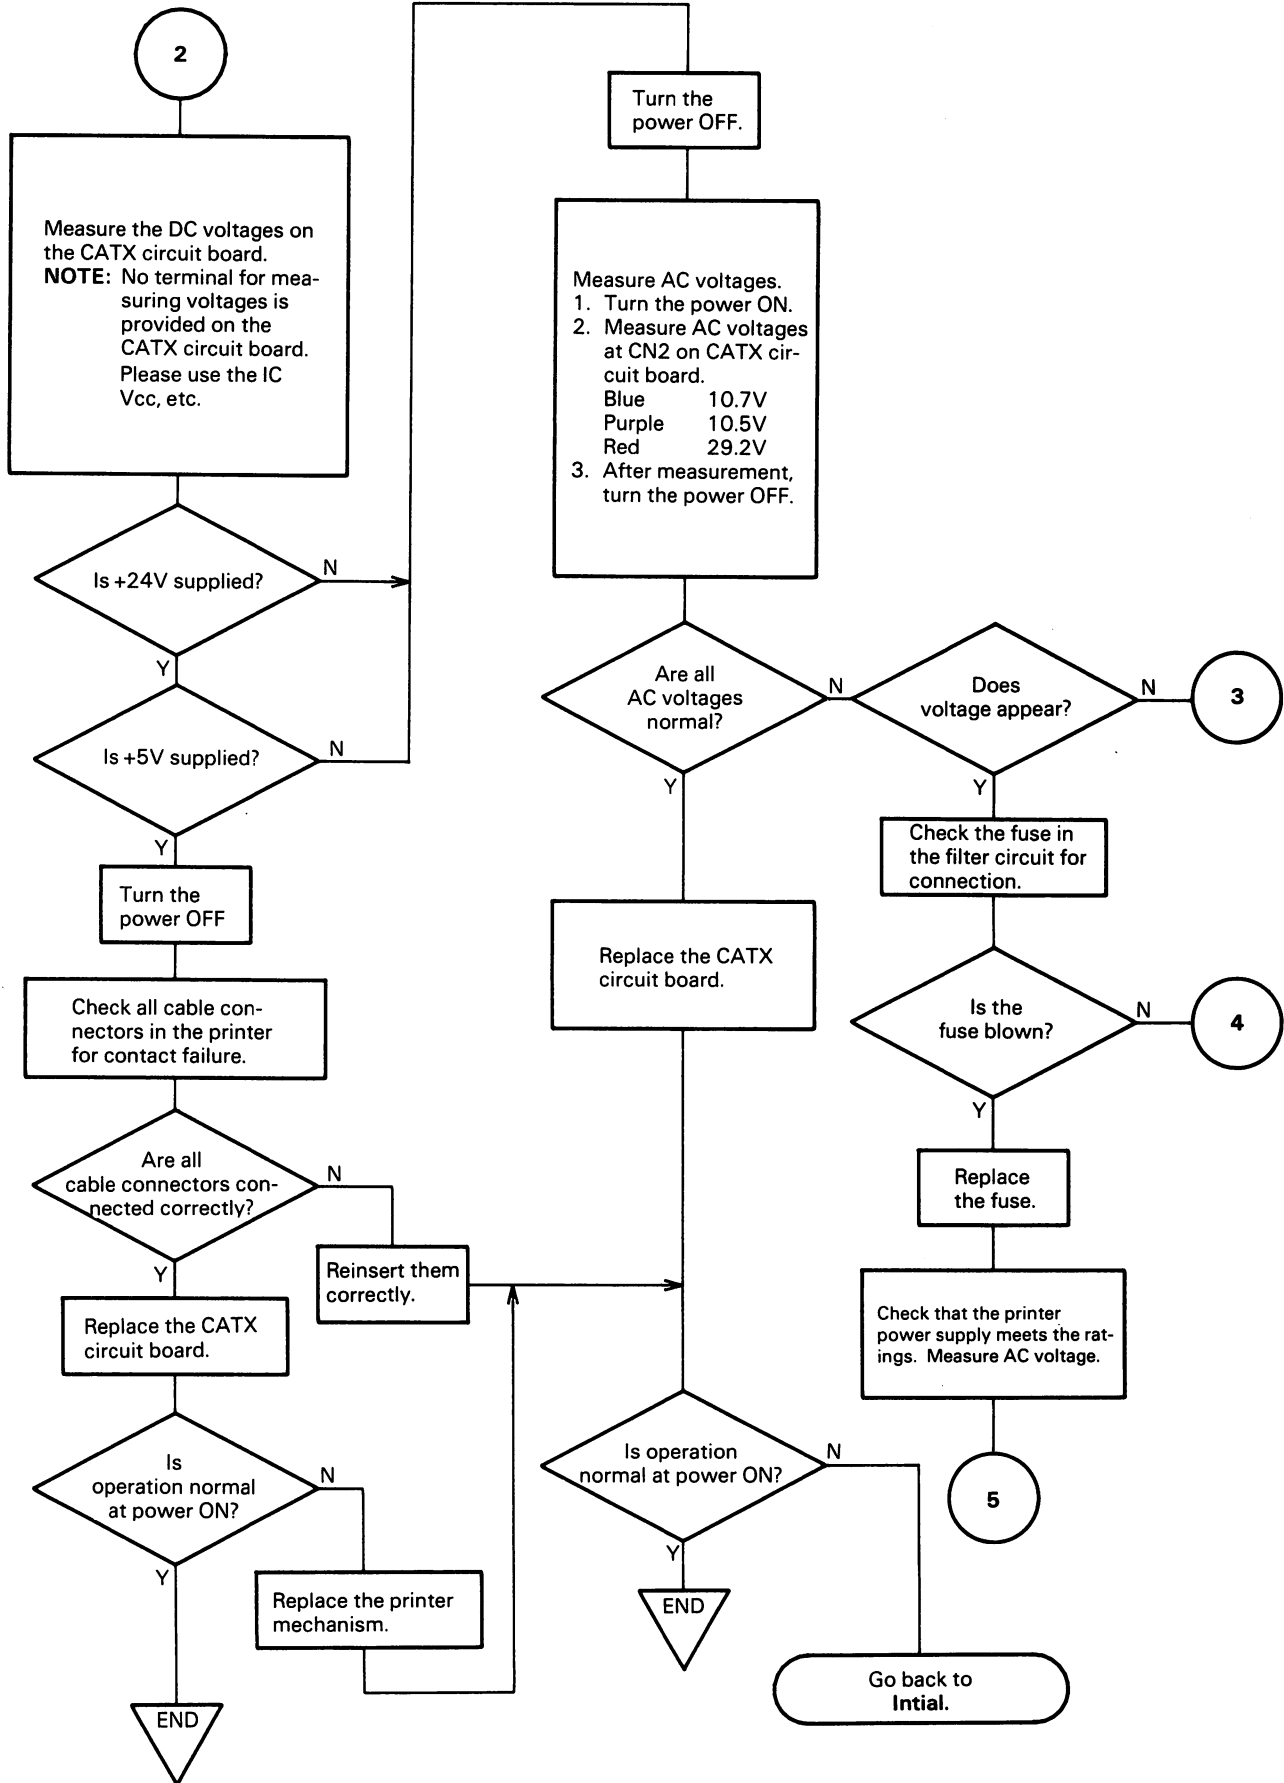 2
Measure the DC voltages on
the CATX circuit board.
NOTE: No terminal for mea-
suring voltages is
provided on the
CATX circuit board.
Please use the IC
Vcc, etc.
Is +24V supplied?
N
Y
Is +5V supplied?
N
Y
Turn the
power OFF
Check all cable con-
nectors in the printer
for contact failure.
Are all
cable connectors con-
nected correctly?
N
Y
Reinsert them
correctly.
Replace the CATX
circuit board.
Is
operation normal
at power ON?
N
Y
Replace the printer
mechanism.
END
Turn the
power OFF.
Measure AC voltages.
1. Turn the power ON.
2. Measure AC voltages
at CN2 on CATX cir-
cuit board.
Blue 10.7V
Purple 10.5V
Red 29.2V
3. After measurement,
turn the power OFF.
Are all
AC voltages
normal?
N
Y
Replace the CATX
circuit board.
Is operation
normal at power ON?
N
Y
END
Go back to
Intial.
Does
voltage appear?
N
3
Y
Check the fuse in
the filter circuit for
connection.
Is the
fuse blown?
N
4
Y
Replace
the fuse.
Check that the printer
power supply meets the rat-
ings. Measure AC voltage.
5